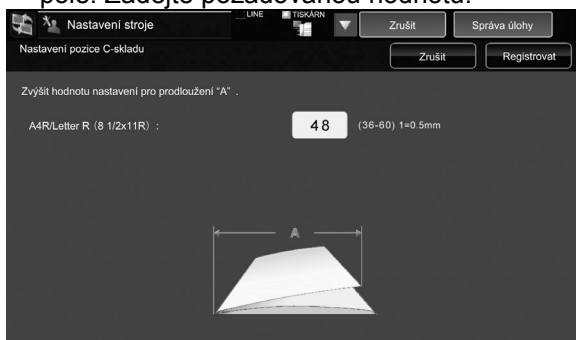 pole. Zadejte požadovanou hodnotu.
Nastavení stroje LINE TISKÁRN Zrušit Správa úlohy
Nastavení pozice C-skladu Zrušit Registrovat
Zvýšit hodnotu nastavení pro prodloužení “A” .
A4R/Letter R (8 1/2x11R) : 48 (36-60) 1=0.5mm
A